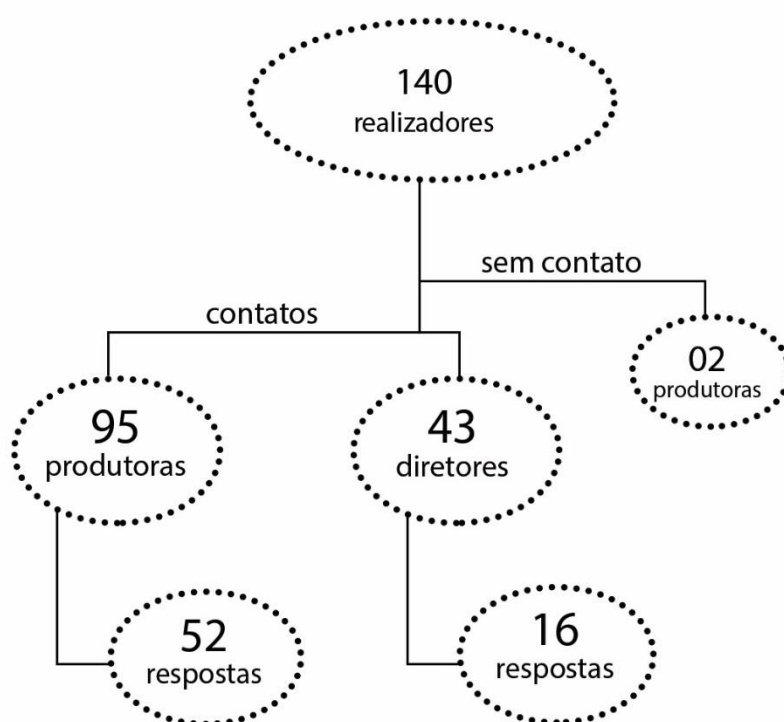 140
realizadores
sem contato
contatos
02
produtoras
95
produtoras
43
diretores
52
respostas
16
respostas